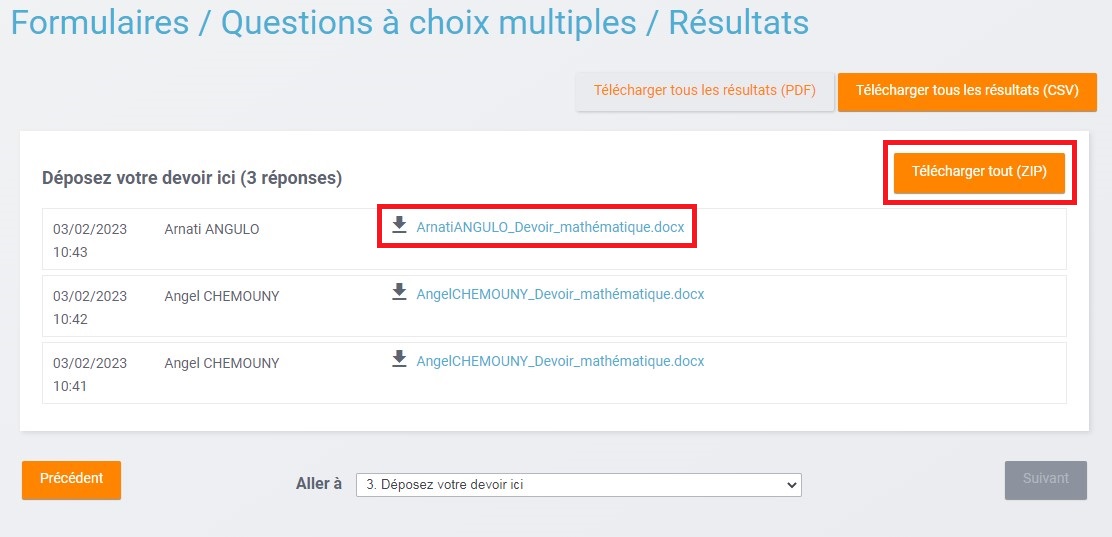 Formulaires / Questions à choix multiples / Résultats
Télécharger tous les résultats (PDF) Télécharger tous les résultats (CSV)
Déposez votre devoir ici (3 réponses) Télécharger tout (ZIP)
03/02/2023 Arnati ANGULO ArnatiANGULO_Devoir_mathématique.docx
10:43
03/02/2023 Angel CHEMOUNY AngelCHEMOUNY_Devoir_mathématique.docx
10:42
03/02/2023 Angel CHEMOUNY AngelCHEMOUNY_Devoir_mathématique.docx
10:41
Précédent Aller à 3. Déposez votre devoir ici Suivant